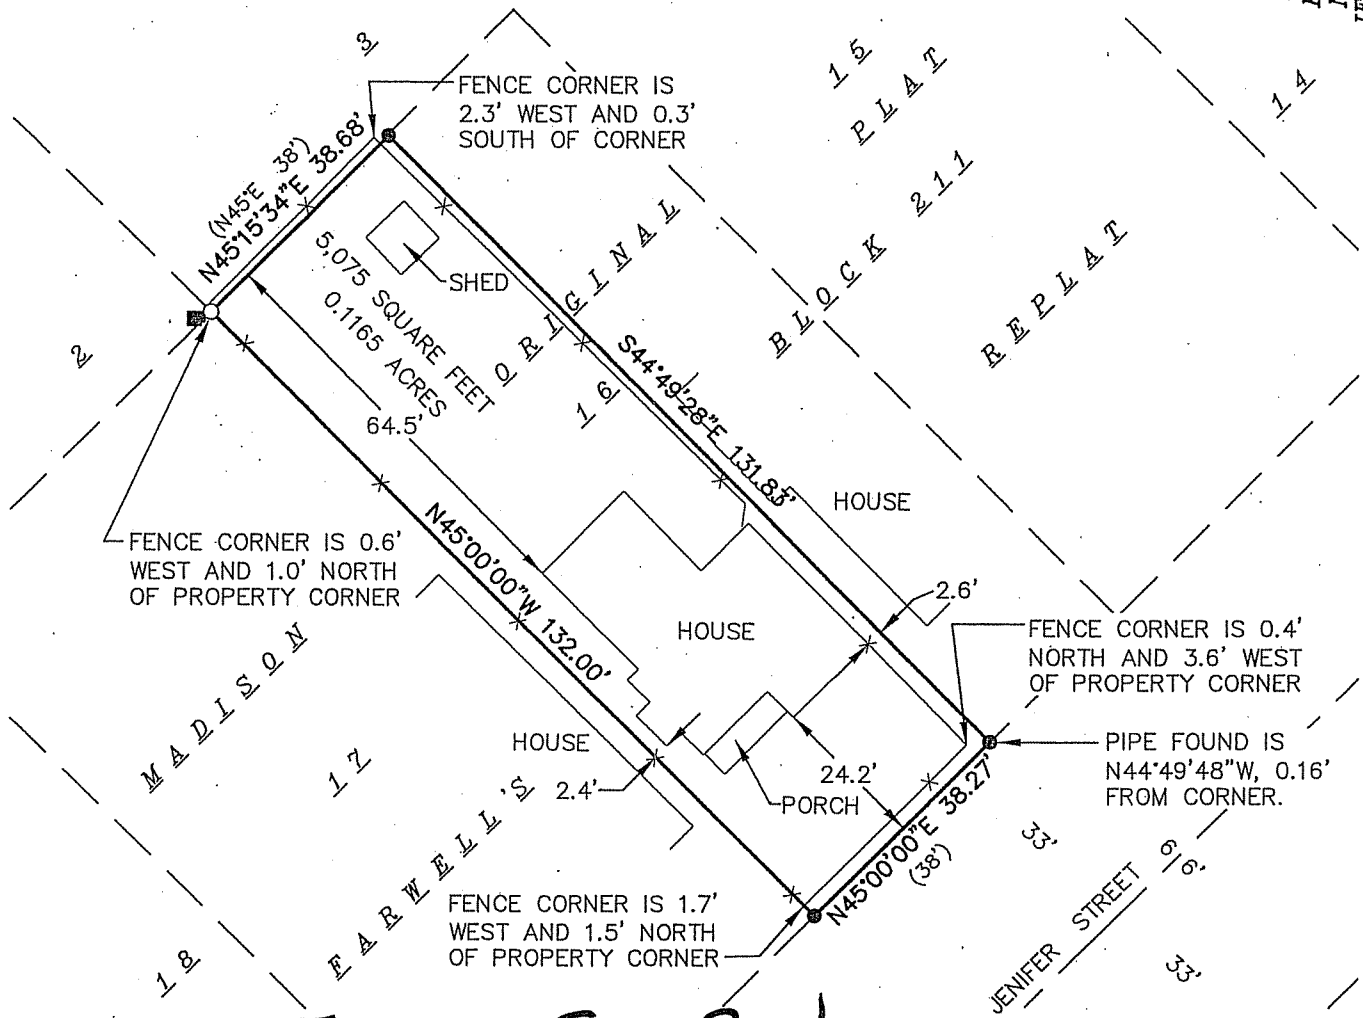 3
15
PLAT
14
FENCE CORNER IS
2.3' WEST AND 0.3'
SOUTH OF CORNER
(N45°E 38')
N45°15'34"E 38.68'
SHED
5,075 SQUARE FEET
0.1165 ACRES
ORIGINAL
BLOCK 211
REPLAT
2
16
64.5'
S44°49'28"E 131.83'
HOUSE
FENCE CORNER IS 0.6'
WEST AND 1.0' NORTH
OF PROPERTY CORNER
N45°00'00"W 132.00'
2.6'
HOUSE
FENCE CORNER IS 0.4'
NORTH AND 3.6' WEST
OF PROPERTY CORNER
MADISON
17
HOUSE
2.4'
24.2'
PORCH
PIPE FOUND IS
N44°49'48"W, 0.16'
FROM CORNER.
N45°00'00"E 38.27'
(38')
33'
66'
FARWELL'S
FENCE CORNER IS 1.7'
WEST AND 1.5' NORTH
OF PROPERTY CORNER
18
JENIFER STREET
33'